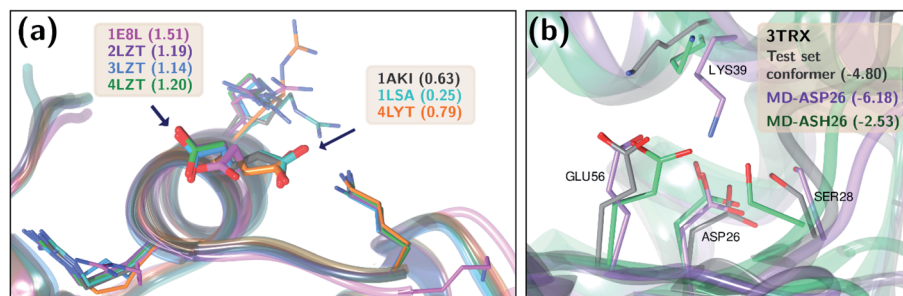 (a)
1E8L (1.51)
2LZT (1.19)
3LZT (1.14)
4LZT (1.20)
1AKI (0.63)
1LSA (0.25)
4LYT (0.79)
(b)
3TRX
Test set
conformer (-4.80)
MD-ASP26 (-6.18)
MD-ASH26 (-2.53)
LYS39
GLU56
SER28
ASP26